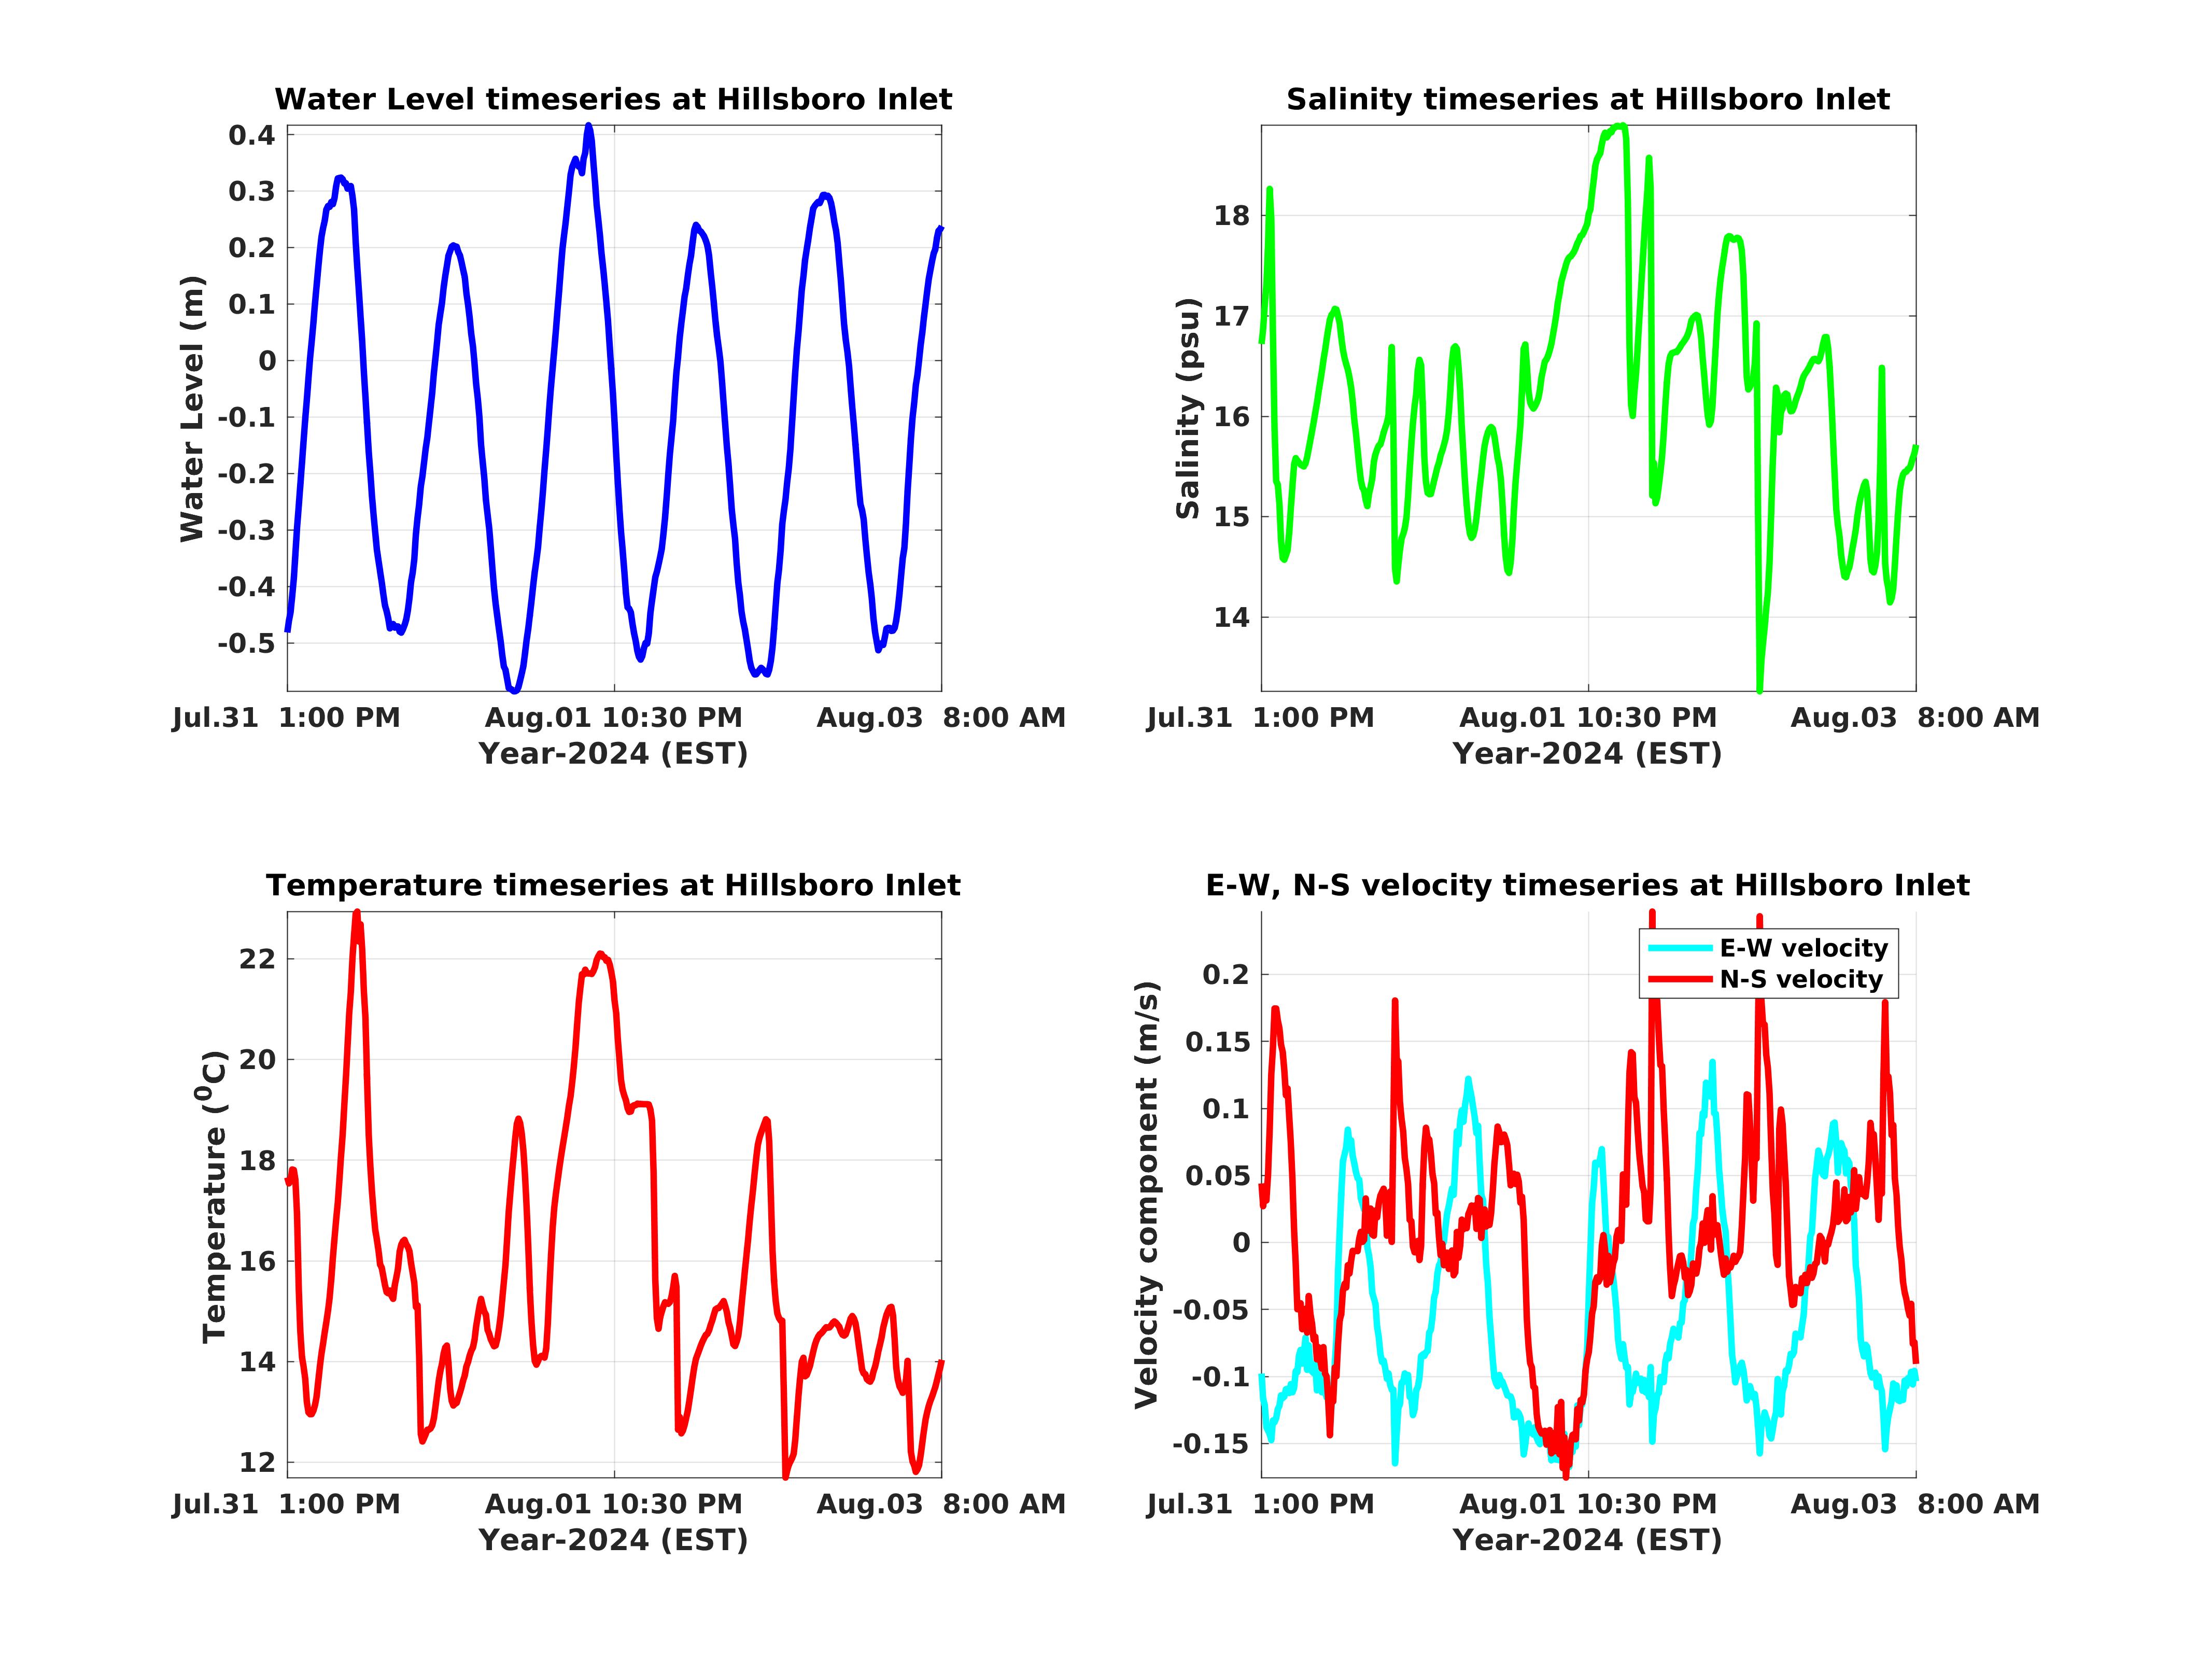 Water Level timeseries at Hillsboro Inlet
Water Level (m)
0.4
0.3
0.2
0.1
0
-0.1
-0.2
-0.3
-0.4
-0.5
Jul.31 1:00 PM
Aug.01 10:30 PM
Aug.03 8:00 AM
Year-2024 (EST)
Salinity timeseries at Hillsboro Inlet
Salinity (psu)
18
17
16
15
14
Jul.31 1:00 PM
Aug.01 10:30 PM
Aug.03 8:00 AM
Year-2024 (EST)
Temperature timeseries at Hillsboro Inlet
Temperature (⁰C)
22
20
18
16
14
12
Jul.31 1:00 PM
Aug.01 10:30 PM
Aug.03 8:00 AM
Year-2024 (EST)
E-W, N-S velocity timeseries at Hillsboro Inlet
Velocity component (m/s)
0.2
0.15
0.1
0.05
0
-0.05
-0.1
-0.15
E-W velocity
N-S velocity
Jul.31 1:00 PM
Aug.01 10:30 PM
Aug.03 8:00 AM
Year-2024 (EST)